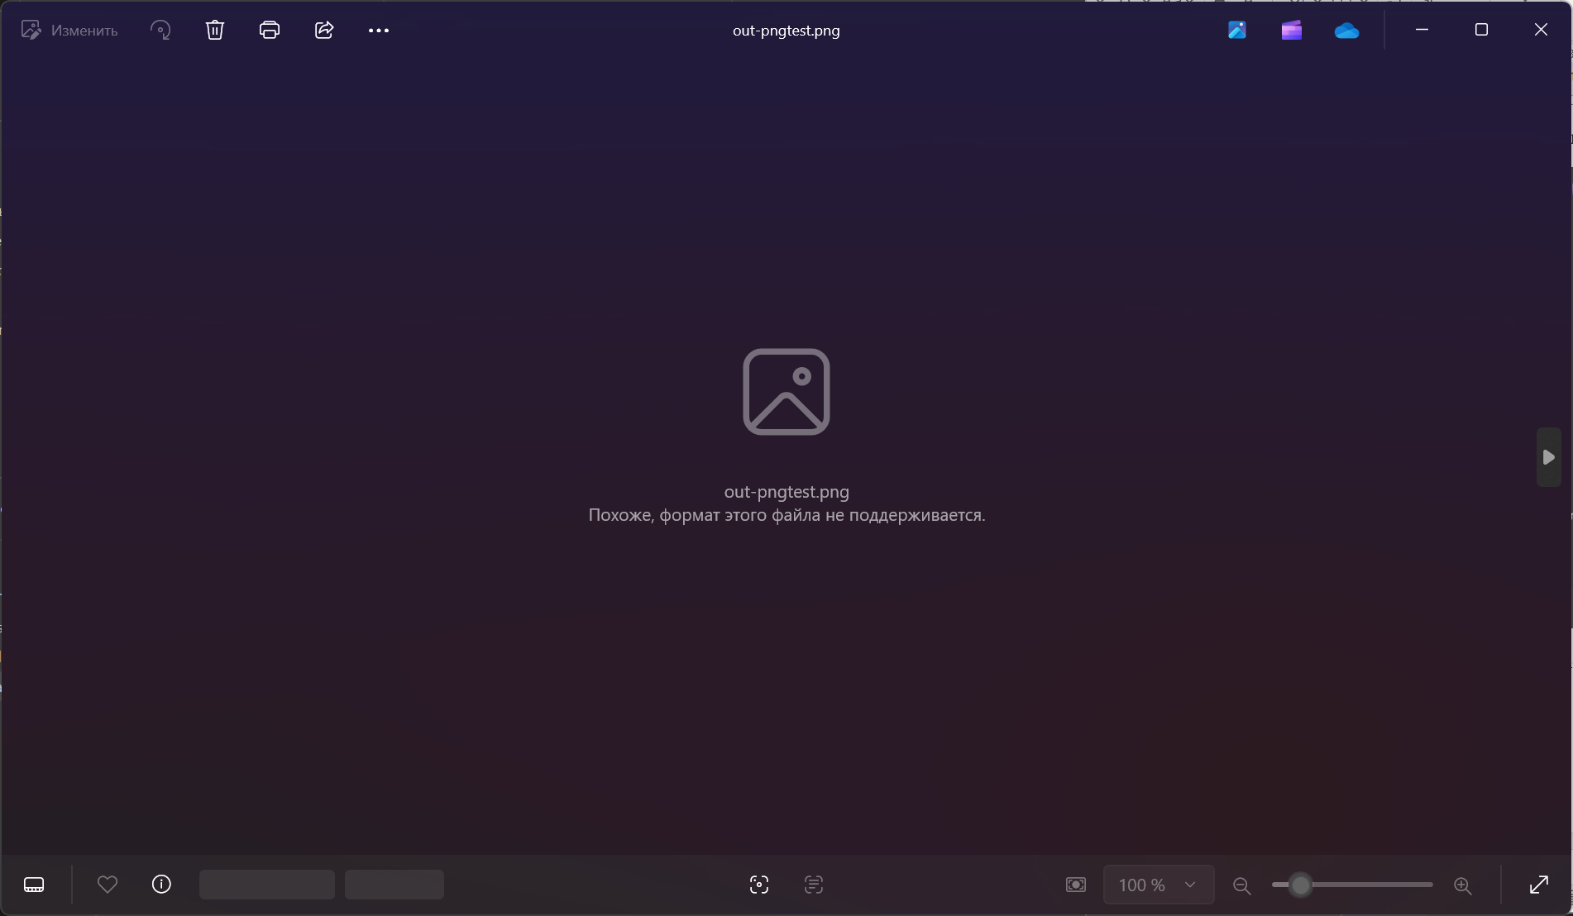 Изменить
out-pngtest.png
out-pngtest.png
Похоже, формат этого файла не поддерживается.
100 %